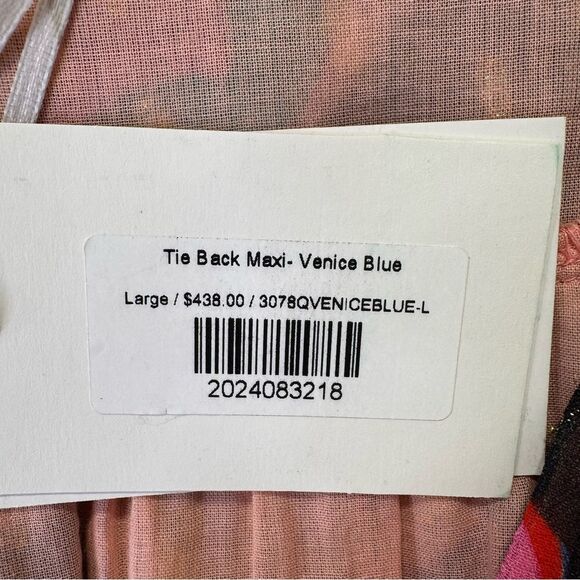 Tie Back Maxi- Venice Blue
Large / $438.00 / 3078QVENICEBLUE-L
2024083218